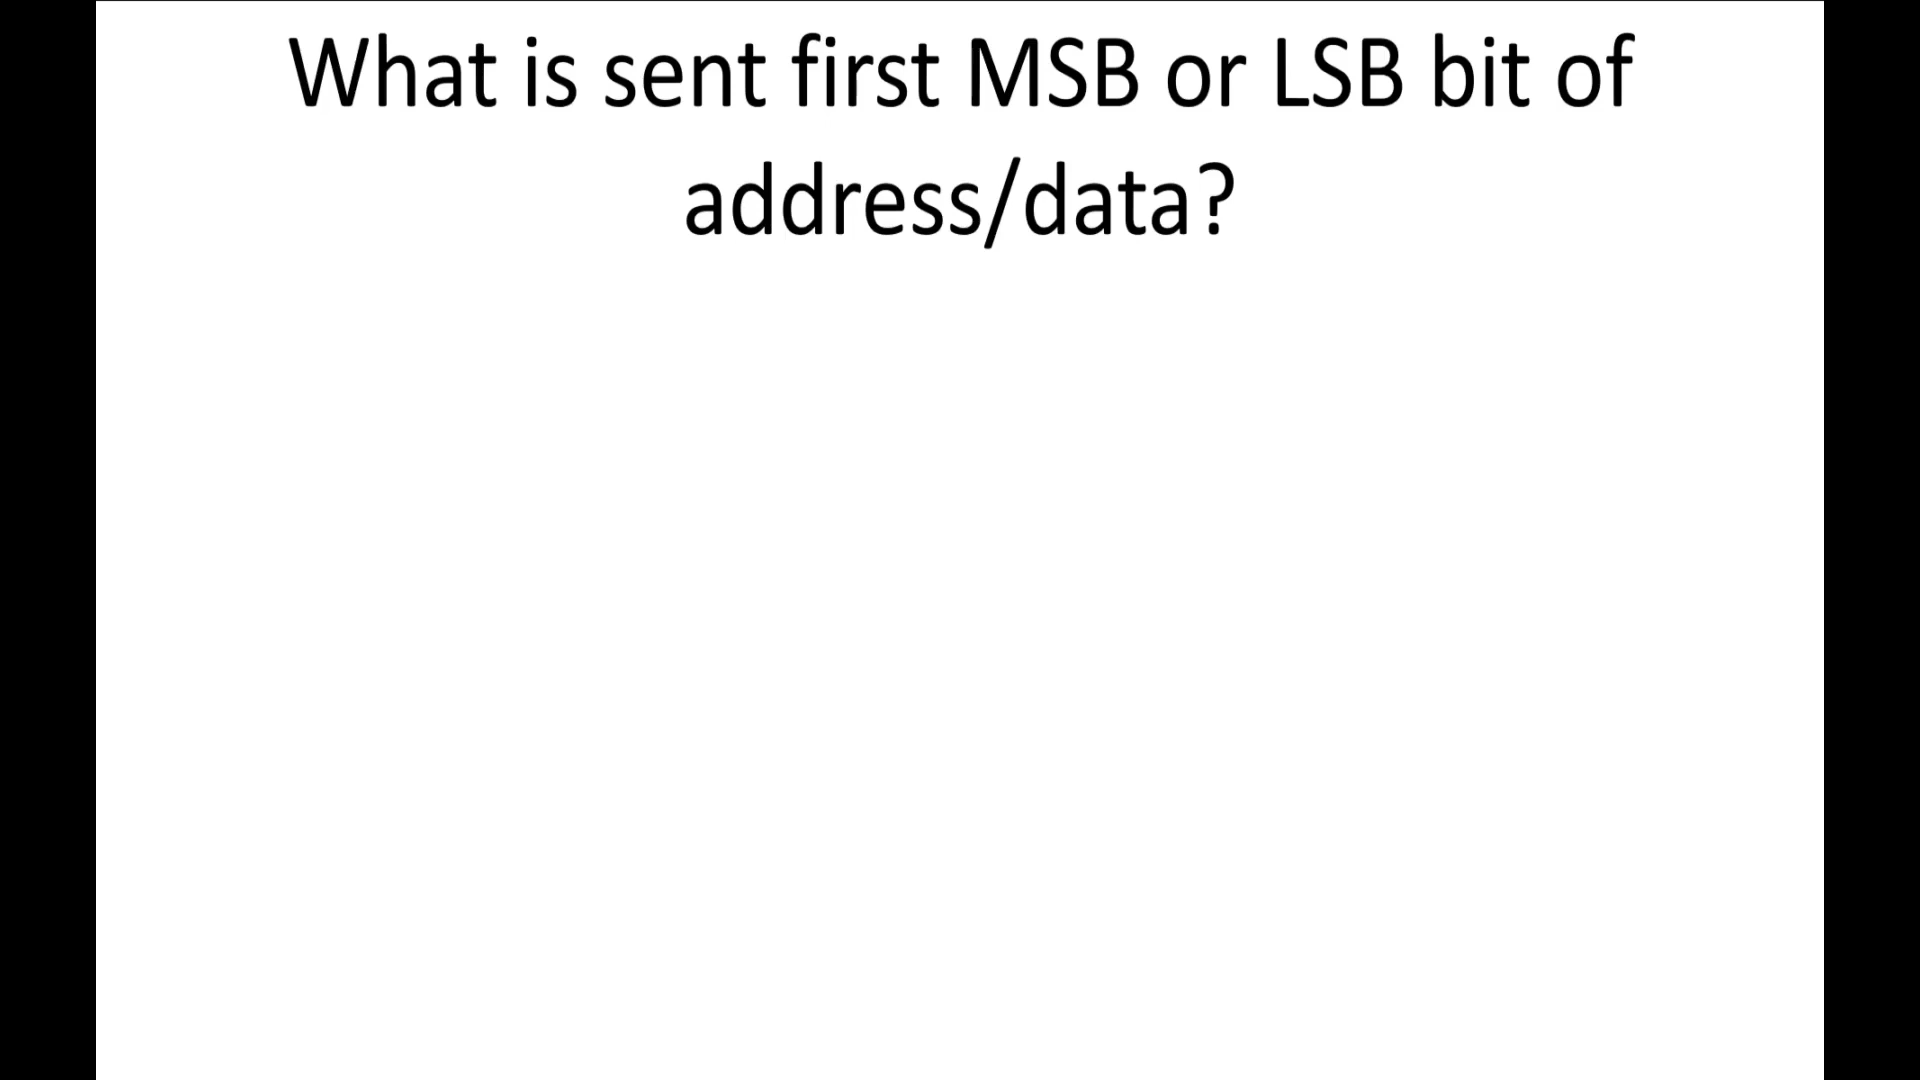 What is sent first MSB or LSB bit of
address/data?